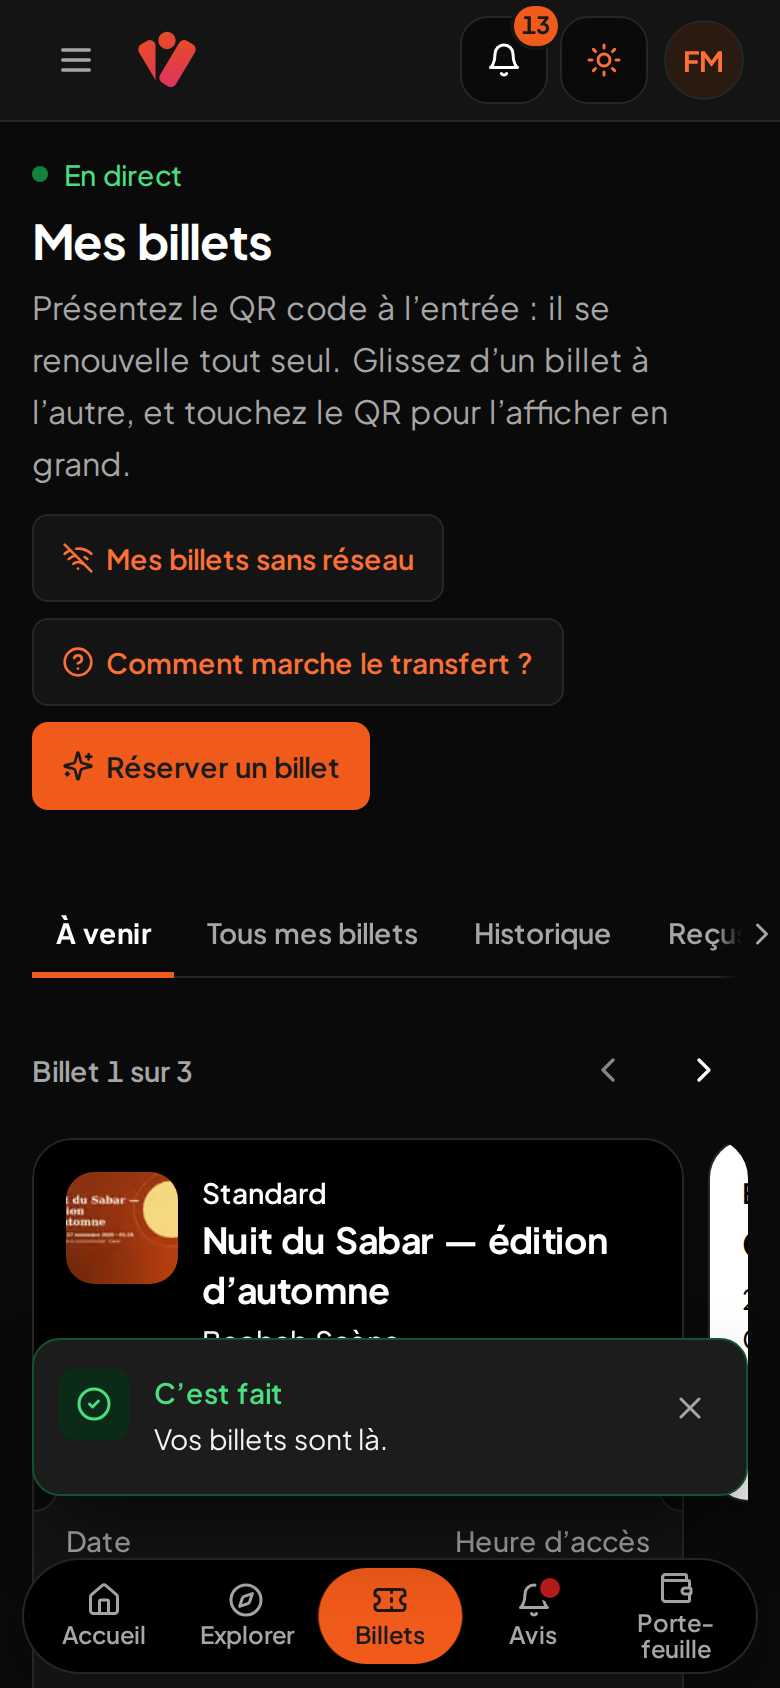 13
FM
En direct
Mes billets
Présentez le QR code à l’entrée : il se
renouvelle tout seul. Glissez d’un billet à
l’autre, et touchez le QR pour l’afficher en
grand.
Mes billets sans réseau
Comment marche le transfert ?
Réserver un billet
À venir Tous mes billets Historique Reçus
Billet 1 sur 3
Standard
Nuit du Sabar — édition
d’automne
C’est fait
Vos billets sont là.
Date Heure d’accès
Accueil Explorer Billets Avis Porte-
feuille